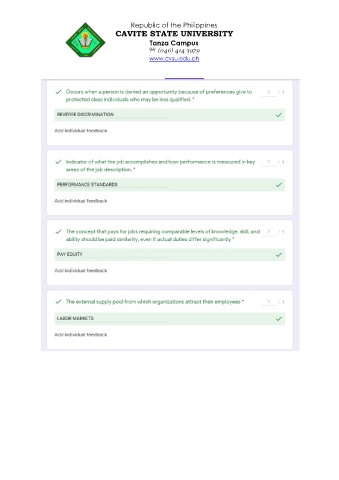 Republic of the Philippines
CAVITE STATE UNIVERSITY
Tanza Campus
☎ (046) 414-3979
www.cvsu.edu.ph
Occurs when a person is denied an opportunity because of preferences give to 1 / 1
protected class individuals who may be less qualified. *
REVERSE DISCRIMINATION
Add individual feedback
Indicator of what the job accomplishes and how performance is measured in key 1 / 1
areas of the job description. *
PERFORMANCE STANDARDS
Add individual feedback
The concept that pays for jobs requiring comparable levels of knowledge, skill, and 1 / 1
ability should be paid similarity, even if actual duties differ significantly *
PAY EQUITY
Add individual feedback
The external supply pool from which organizations attract their employees * 1 / 1
LABOR MARKETS
Add individual feedback